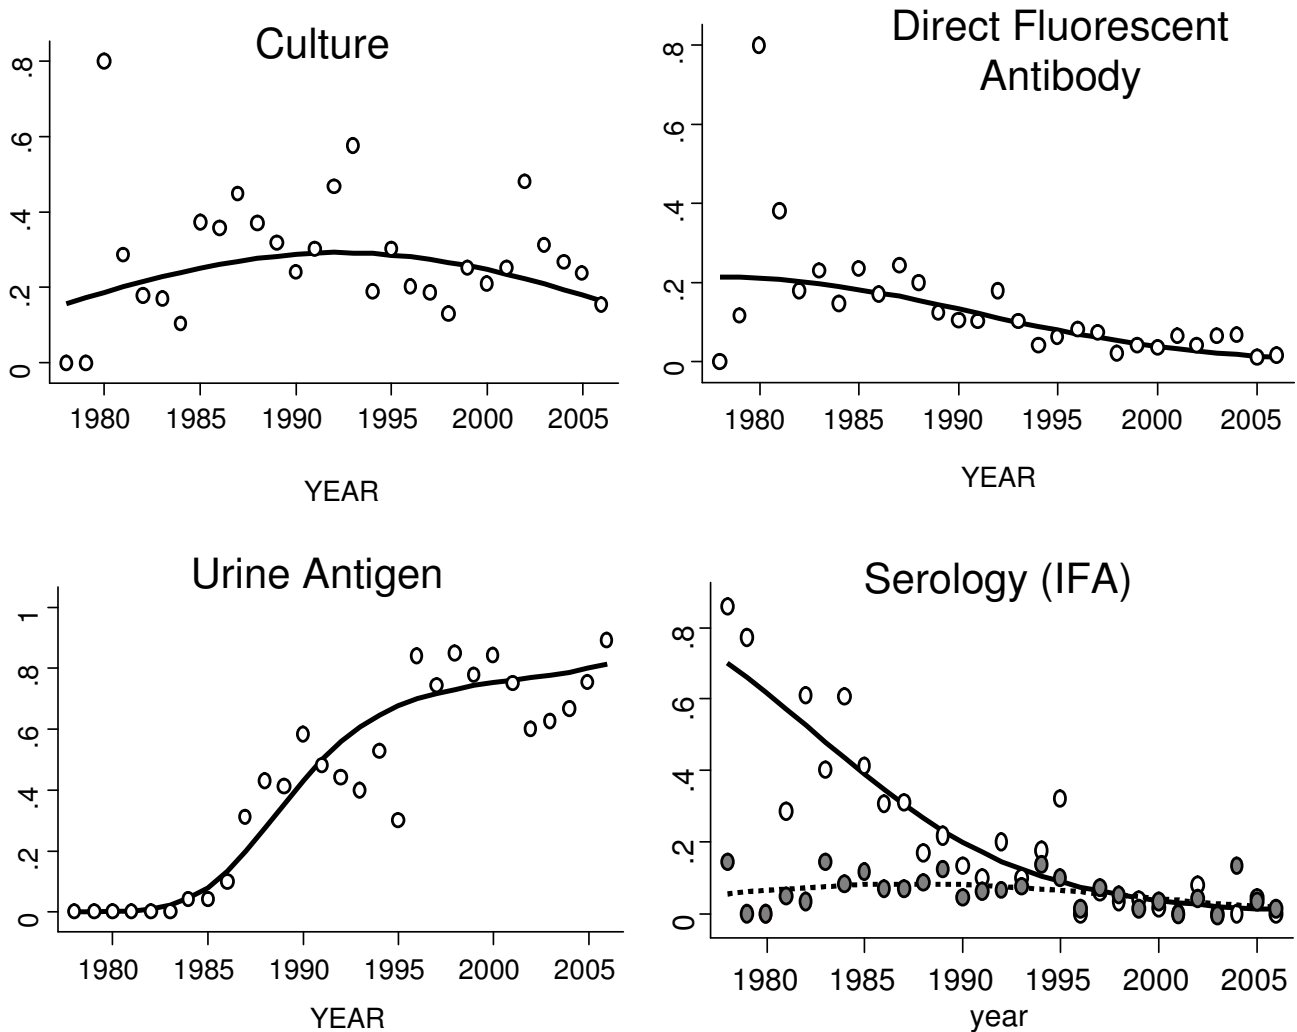 Culture
.8
.6
.4
.2
0
1980 1985 1990 1995 2000 2005
YEAR
Direct Fluorescent
Antibody
.8
.6
.4
.2
0
1980 1985 1990 1995 2000 2005
YEAR
Urine Antigen
1
.8
.6
.4
.2
0
1980 1985 1990 1995 2000 2005
YEAR
Serology (IFA)
.8
.6
.4
.2
0
1980 1985 1990 1995 2000 2005
year